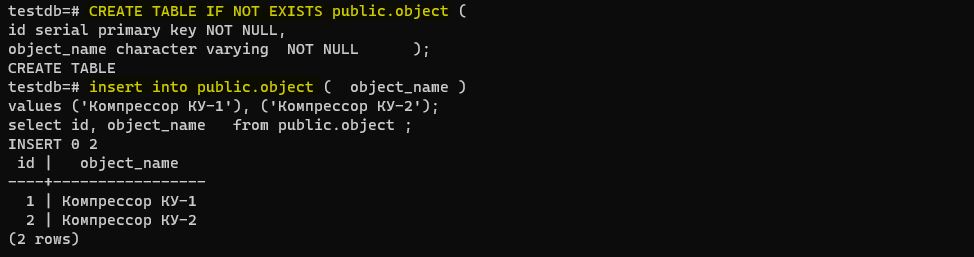 testdb=# CREATE TABLE IF NOT EXISTS public.object (
id serial primary key NOT NULL,
object_name character varying  NOT NULL      );
CREATE TABLE
testdb=# insert into public.object (  object_name )
values ('Компрессор КУ-1'), ('Компрессор КУ-2');
select id, object_name   from public.object ;
INSERT 0 2
 id |   object_name
----+-----------------
  1 | Компрессор КУ-1
  2 | Компрессор КУ-2
(2 rows)